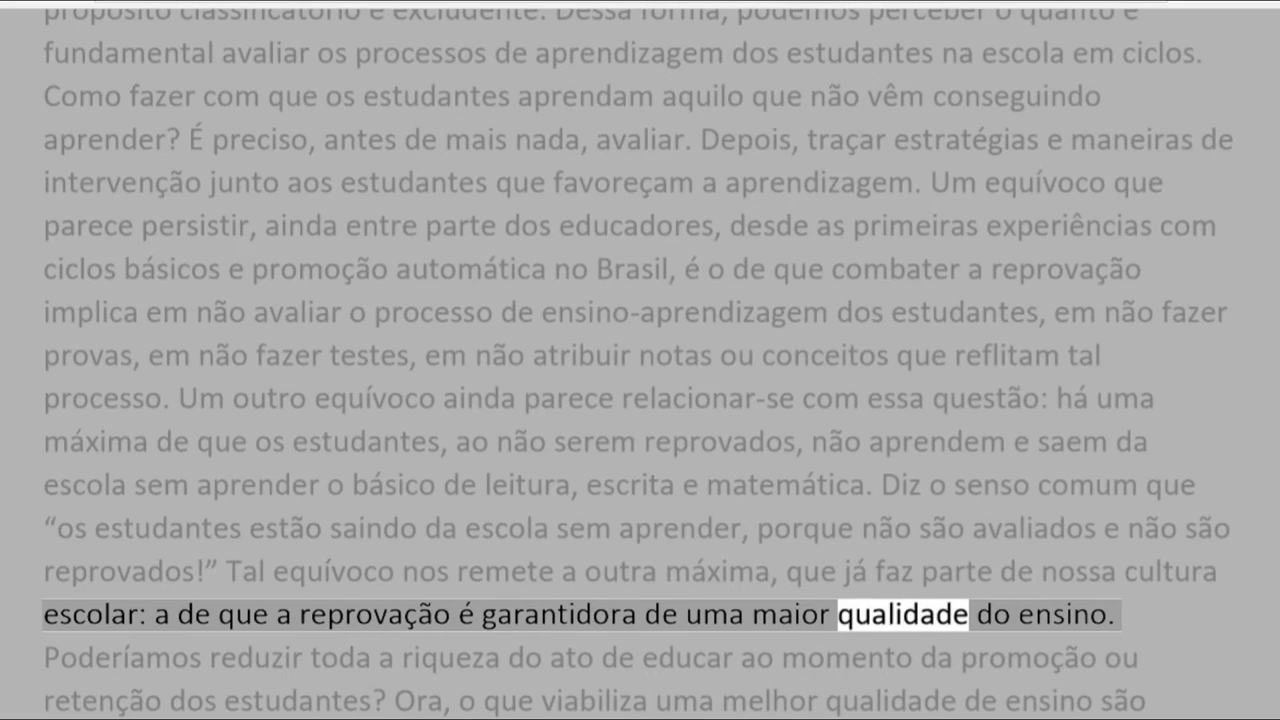 propósito classificatório e excludente. Dessa forma, podemos perceber o quanto é
fundamental avaliar os processos de aprendizagem dos estudantes na escola em ciclos.
Como fazer com que os estudantes aprendam aquilo que não vêm conseguindo
aprender? É preciso, antes de mais nada, avaliar. Depois, traçar estratégias e maneiras de
intervenção junto aos estudantes que favoreçam a aprendizagem. Um equívoco que
parece persistir, ainda entre parte dos educadores, desde as primeiras experiências com
ciclos básicos e promoção automática no Brasil, é o de que combater a reprovação
implica em não avaliar o processo de ensino-aprendizagem dos estudantes, em não fazer
provas, em não fazer testes, em não atribuir notas ou conceitos que reflitam tal
processo. Um outro equívoco ainda parece relacionar-se com essa questão: há uma
máxima de que os estudantes, ao não serem reprovados, não aprendem e saem da
escola sem aprender o básico de leitura, escrita e matemática. Diz o senso comum que
“os estudantes estão saindo da escola sem aprender, porque não são avaliados e não são
reprovados!” Tal equívoco nos remete a outra máxima, que já faz parte de nossa cultura
escolar: a de que a reprovação é garantidora de uma maior qualidade do ensino.
Poderíamos reduzir toda a riqueza do ato de educar ao momento da promoção ou
retenção dos estudantes? Ora, o que viabiliza uma melhor qualidade de ensino são